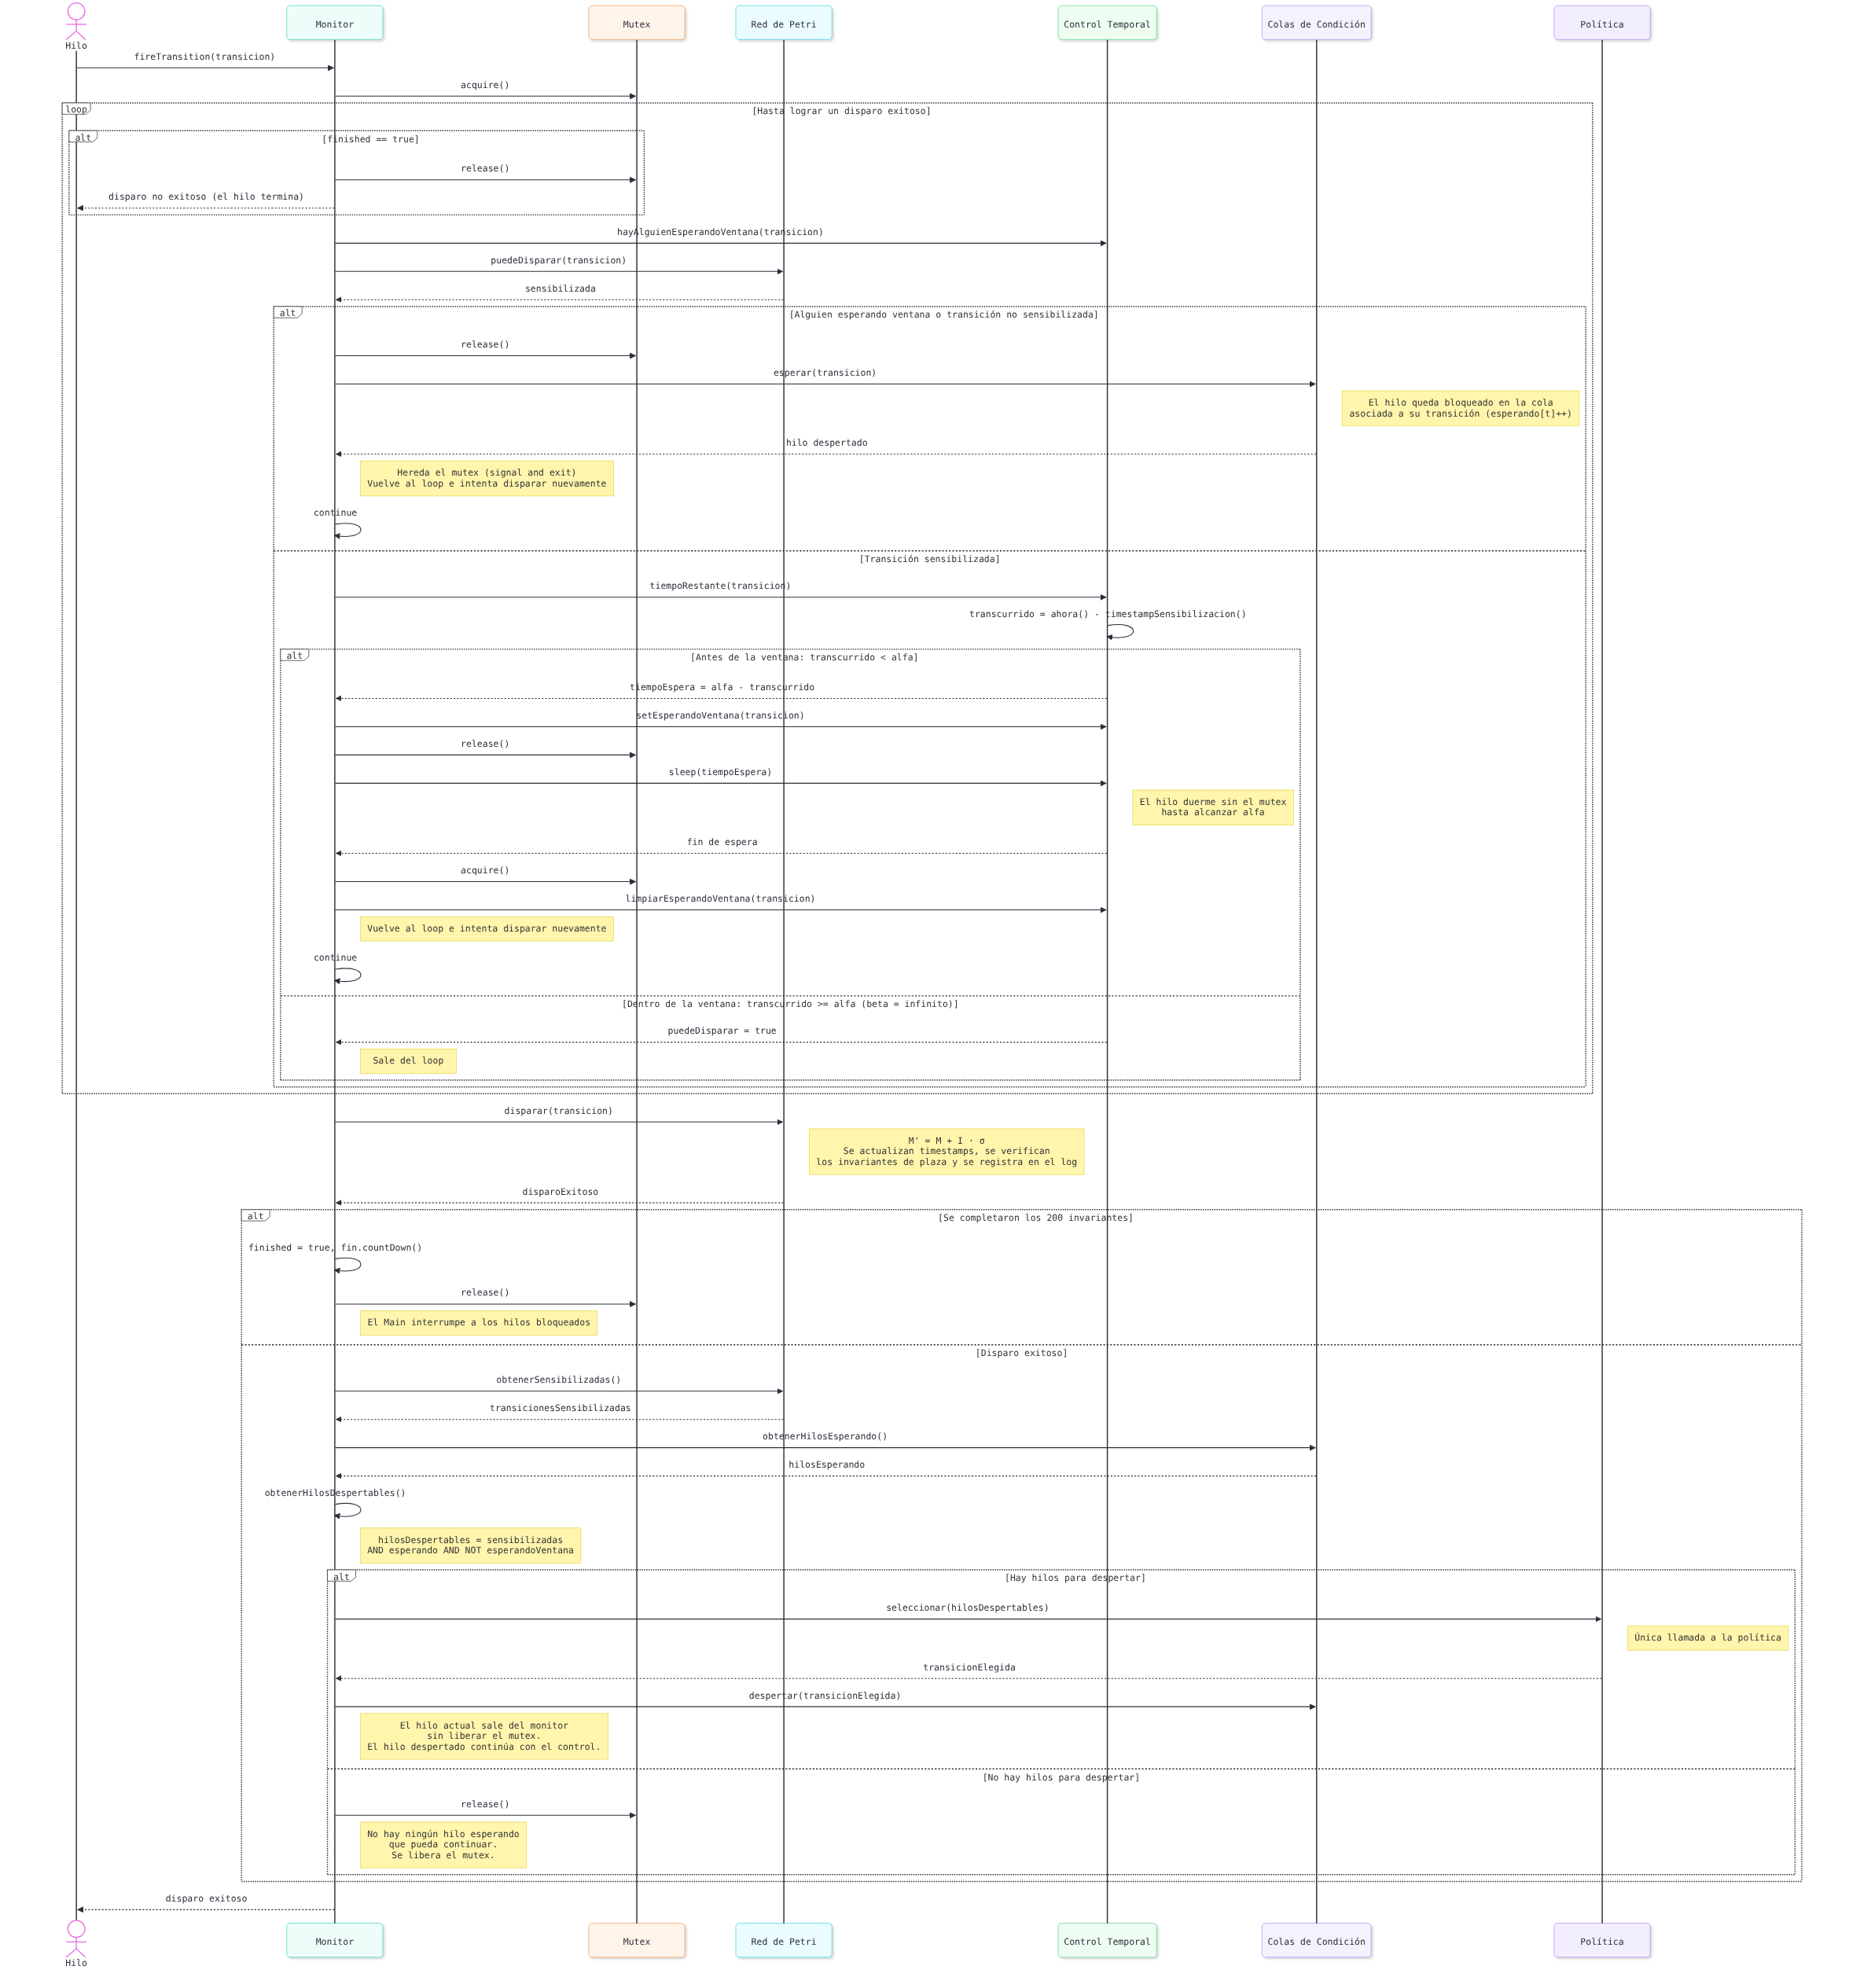 Hilo
Monitor
Mutex
Red de Petri
Control Temporal
Colas de Condición
Política
fireTransition(transicion)
acquire()
loop
[Hasta lograr un disparo exitoso]
alt
[finished == true]
release()
disparo no exitoso (el hilo termina)
hayAlguienEsperandoVentana(transicion)
puedeDisparar(transicion)
sensibilizada
alt
[Alguien esperando ventana o transición no sensibilizada]
release()
esperar(transicion)
El hilo queda bloqueado en la cola
asociada a su transición (esperando[t]++)
hilo despertado
Hereda el mutex (signal and exit)
Vuelve al loop e intenta disparar nuevamente
continue
[Transición sensibilizada]
tiempoRestante(transicion)
transcurrido = ahora() - timestampSensibilizacion()
alt
[Antes de la ventana: transcurrido < alfa]
tiempoEspera = alfa - transcurrido
setEsperandoVentana(transicion)
release()
sleep(tiempoEspera)
El hilo duerme sin el mutex
hasta alcanzar alfa
fin de espera
acquire()
limpiarEsperandoVentana(transicion)
Vuelve al loop e intenta disparar nuevamente
continue
[Dentro de la ventana: transcurrido >= alfa (beta = infinito)]
puedeDisparar = true
Sale del loop
disparar(transicion)
M' = M + I · σ
Se actualizan timestamps, se verifican
los invariantes de plaza y se registra en el log
disparoExitoso
alt
[Se completaron los 200 invariantes]
finished = true, fin.countDown()
release()
El Main interrumpe a los hilos bloqueados
[Disparo exitoso]
obtenerSensibilizadas()
transicionesSensibilizadas
obtenerHilosEsperando()
hilosEsperando
obtenerHilosDespertables()
hilosDespertables = sensibilizadas
AND esperando AND NOT esperandoVentana
alt
[Hay hilos para despertar]
seleccionar(hilosDespertables)
Única llamada a la política
transicionElegida
despertar(transicionElegida)
El hilo actual sale del monitor
sin liberar el mutex.
El hilo despertado continúa con el control.
[No hay hilos para despertar]
release()
No hay ningún hilo esperando
que pueda continuar.
Se libera el mutex.
disparo exitoso
Hilo
Monitor
Mutex
Red de Petri
Control Temporal
Colas de Condición
Política